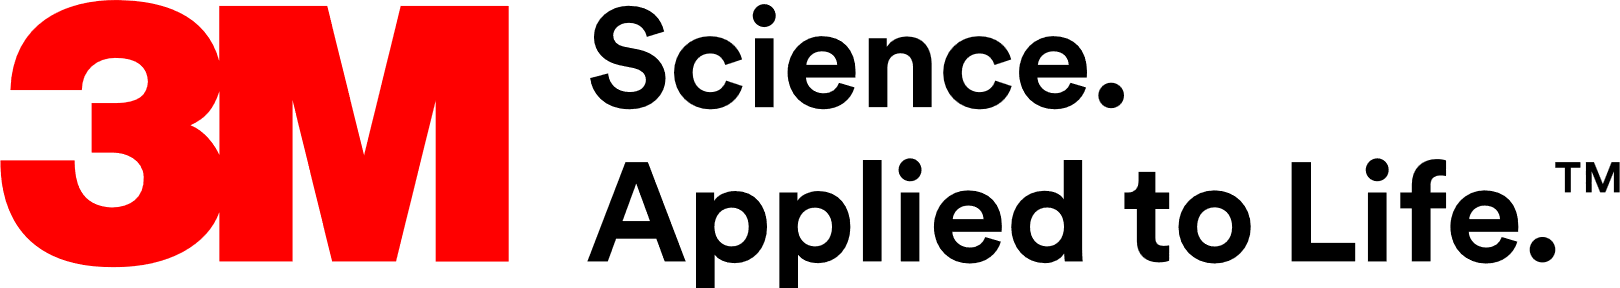 3M
Science.
Applied to Life.™